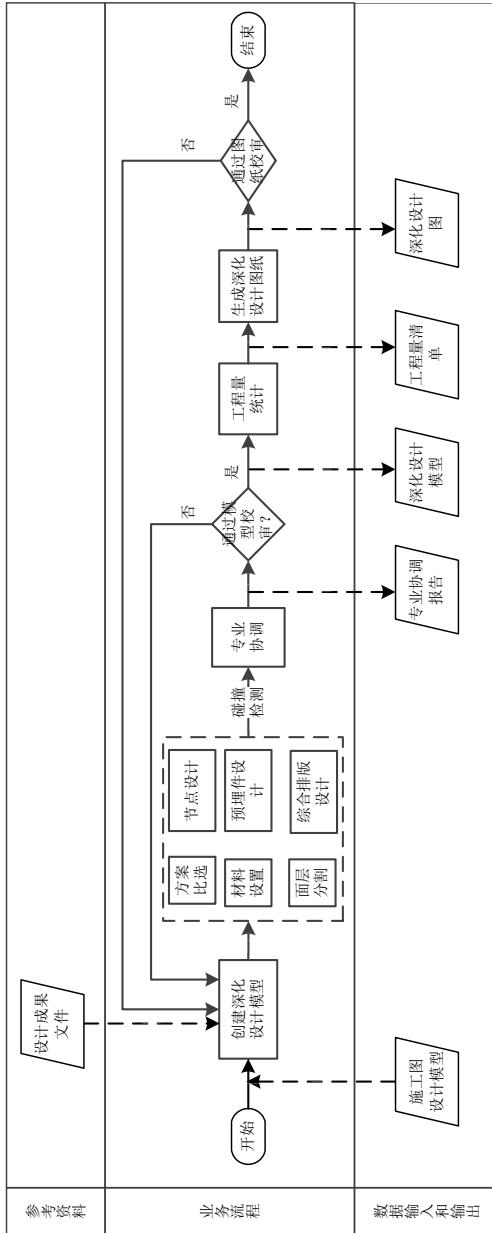 参考资料
设计成果
文件
业务流程
开始
创建深化
设计模型
方案
比选
材料
设置
面层
分割
节点设计
预埋件设
计
综合排版
设计
碰撞
检测
专业
协调
通过模
型校
审？
否
是
工程量
统计
生成深化
设计图纸
通过图
纸校审
否
是
结束
数据输入和输出
施工图
设计模型
专业协调
报告
深化设计
模型
工程量清
单
深化设计
图